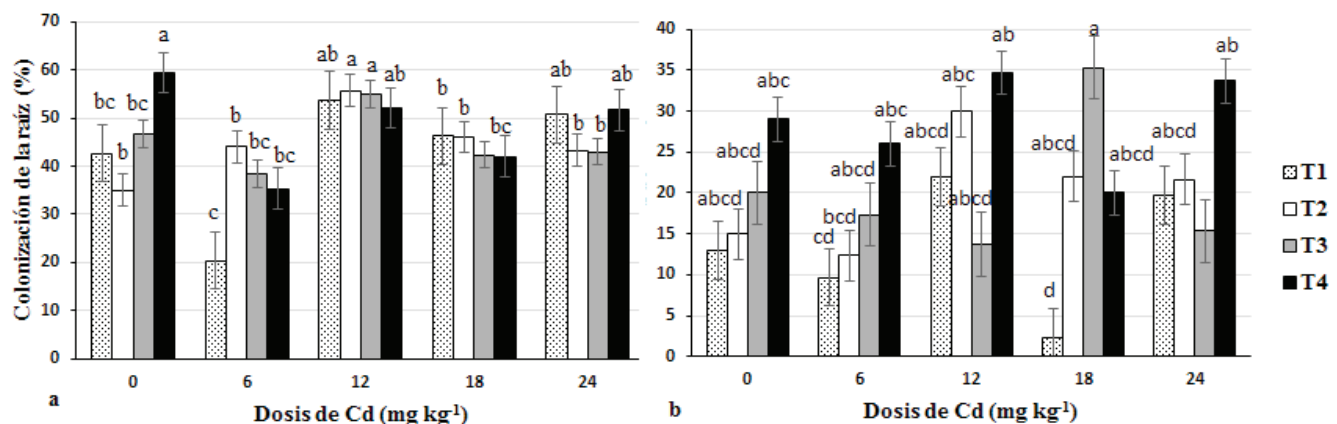 Colonización de la raíz (%)
70
60
50
40
30
20
10
0
bc
b
bc
a
c
b
bc
bc
ab
a
a
ab
b
b
b
bc
ab
b
b
ab
0 6 12 18 24
a
Dosis de Cd (mg kg-1)
40
35
30
25
20
15
10
5
0
abcd
abcd
abcd
abc
cd
bcd
abcd
abc
abcd
abc
abcd
ab
d
abcd
a
abcd
abcd
ab
0 6 12 18 24
b
Dosis de Cd (mg kg-1)
T1
T2
T3
T4